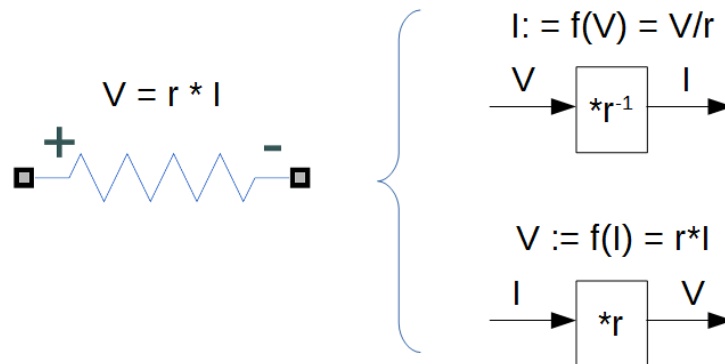 V = r * I
+ -
I: = f(V) = V/r
V I
*r⁻¹
V := f(I) = r*I
I V
*r